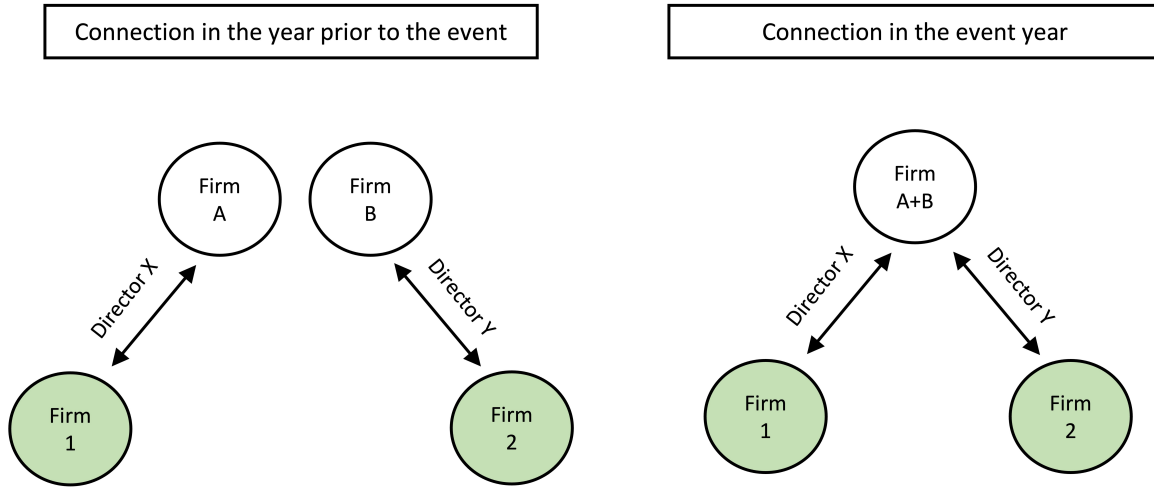 Connection in the year prior to the event
Connection in the event year
Firm
A
Firm
B
Firm
A+B
Director X
Director Y
Director X
Director Y
Firm
1
Firm
2
Firm
1
Firm
2